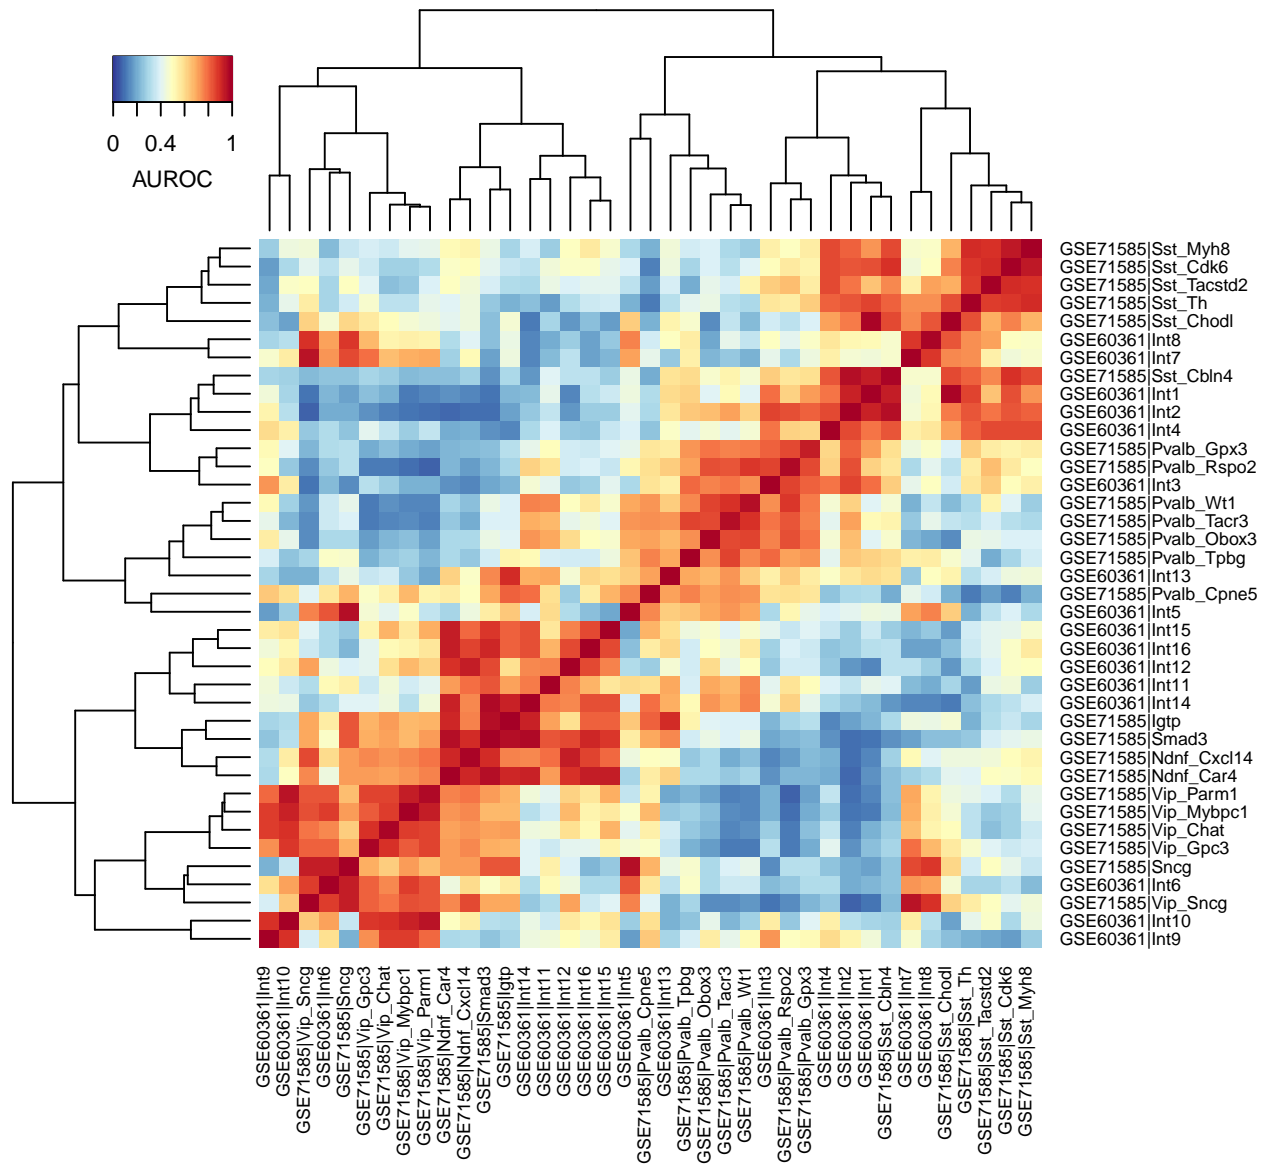 0 0.4 1
AUROC
GSE71585|Sst_Myh8
GSE71585|Sst_Cdk6
GSE71585|Sst_Tacstd2
GSE71585|Sst_Th
GSE71585|Sst_Chodl
GSE60361|Int8
GSE60361|Int7
GSE71585|Sst_Cbln4
GSE60361|Int1
GSE60361|Int2
GSE60361|Int4
GSE71585|Pvalb_Gpx3
GSE71585|Pvalb_Rspo2
GSE60361|Int3
GSE71585|Pvalb_Wt1
GSE71585|Pvalb_Tacr3
GSE71585|Pvalb_Obox3
GSE71585|Pvalb_Tpbg
GSE60361|Int13
GSE71585|Pvalb_Cpne5
GSE60361|Int5
GSE60361|Int15
GSE60361|Int16
GSE60361|Int12
GSE60361|Int11
GSE60361|Int14
GSE71585|Igtp
GSE71585|Smad3
GSE71585|Ndnf_Cxcl14
GSE71585|Ndnf_Car4
GSE71585|Vip_Parm1
GSE71585|Vip_Mybpc1
GSE71585|Vip_Chat
GSE71585|Vip_Gpc3
GSE71585|Sncg
GSE60361|Int6
GSE71585|Vip_Sncg
GSE60361|Int10
GSE60361|Int9
GSE60361|Int9
GSE60361|Int10
GSE71585|Vip_Sncg
GSE60361|Int6
GSE71585|Sncg
GSE71585|Vip_Gpc3
GSE71585|Vip_Chat
GSE71585|Vip_Mybpc1
GSE71585|Vip_Parm1
GSE71585|Ndnf_Car4
GSE71585|Ndnf_Cxcl14
GSE71585|Smad3
GSE71585|Igtp
GSE60361|Int14
GSE60361|Int11
GSE60361|Int12
GSE60361|Int16
GSE60361|Int15
GSE60361|Int5
GSE71585|Pvalb_Cpne5
GSE60361|Int13
GSE71585|Pvalb_Tpbg
GSE71585|Pvalb_Obox3
GSE71585|Pvalb_Tacr3
GSE71585|Pvalb_Wt1
GSE60361|Int3
GSE71585|Pvalb_Rspo2
GSE71585|Pvalb_Gpx3
GSE60361|Int4
GSE60361|Int2
GSE60361|Int1
GSE71585|Sst_Cbln4
GSE60361|Int7
GSE60361|Int8
GSE71585|Sst_Chodl
GSE71585|Sst_Th
GSE71585|Sst_Tacstd2
GSE71585|Sst_Cdk6
GSE71585|Sst_Myh8